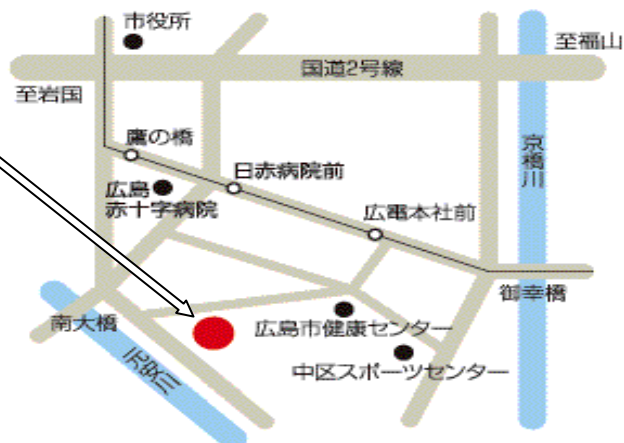 市役所
至福山
国道2号線
至岩国
鷹の橋
京橋川
日赤病院前
広島
赤十字病院
広電本社前
御幸橋
南大橋
広島市健康センター
元安川
中区スポーツセンター